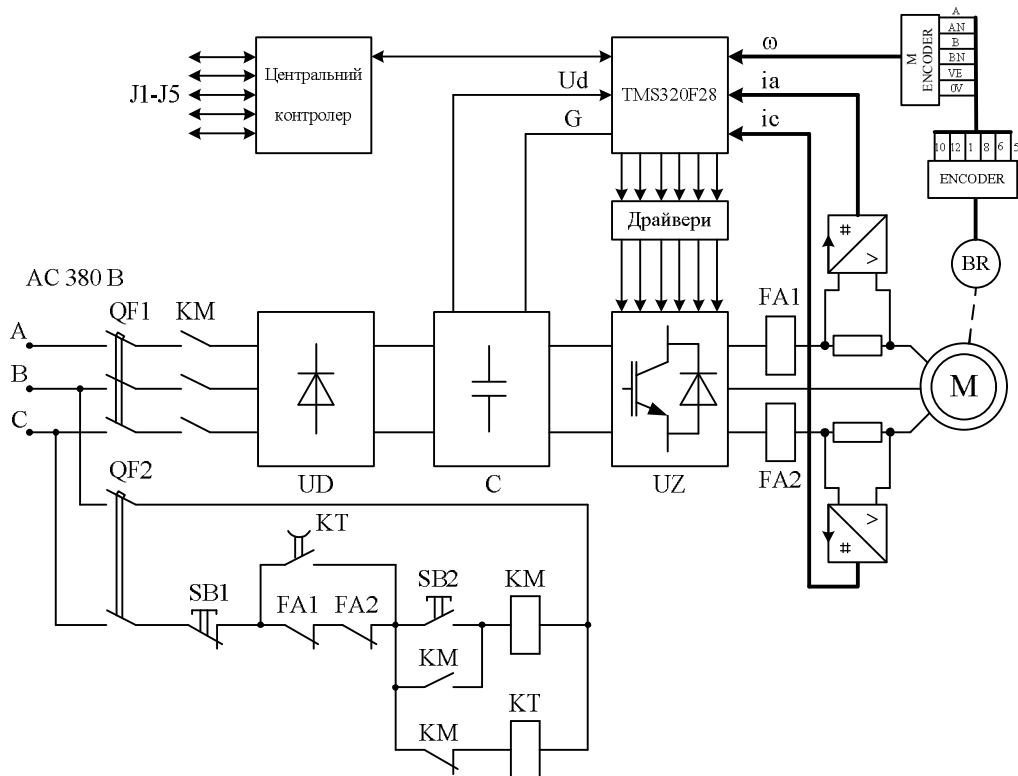 Центральний
контролер
J1-J5
Ud
G
TMS320F28
ω
ia
ic
M
ENCODER
A
AN
B
BN
VE
0V
10 12 1 8 6 5
ENCODER
BR
Драйвери
#
>
AC 380 В
QF1
KM
A
B
C
UD
C
UZ
FA1
FA2
M
>
#
QF2
KT
SB1
FA1
FA2
SB2
KM
KM
KT
KM